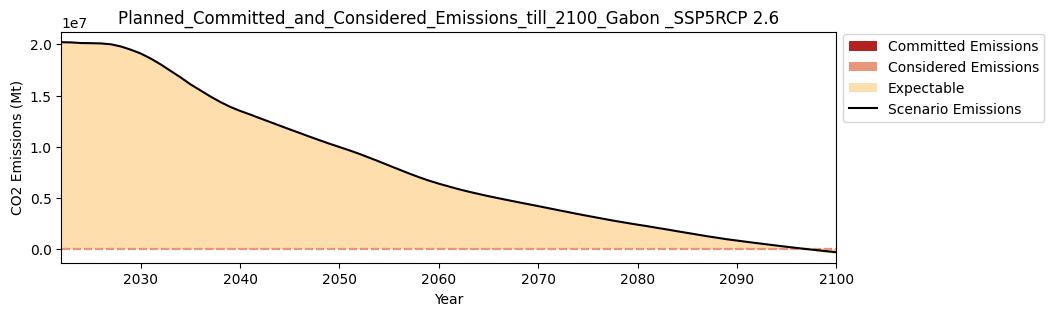 Planned_Committed_and_Considered_Emissions_till_2100_Gabon _SSP5RCP 2.6
1e7
Committed Emissions
Considered Emissions
Expectable
Scenario Emissions
CO2 Emissions (Mt)
2.0
1.5
1.0
0.5
0.0
2030 2040 2050 2060 2070 2080 2090 2100
Year